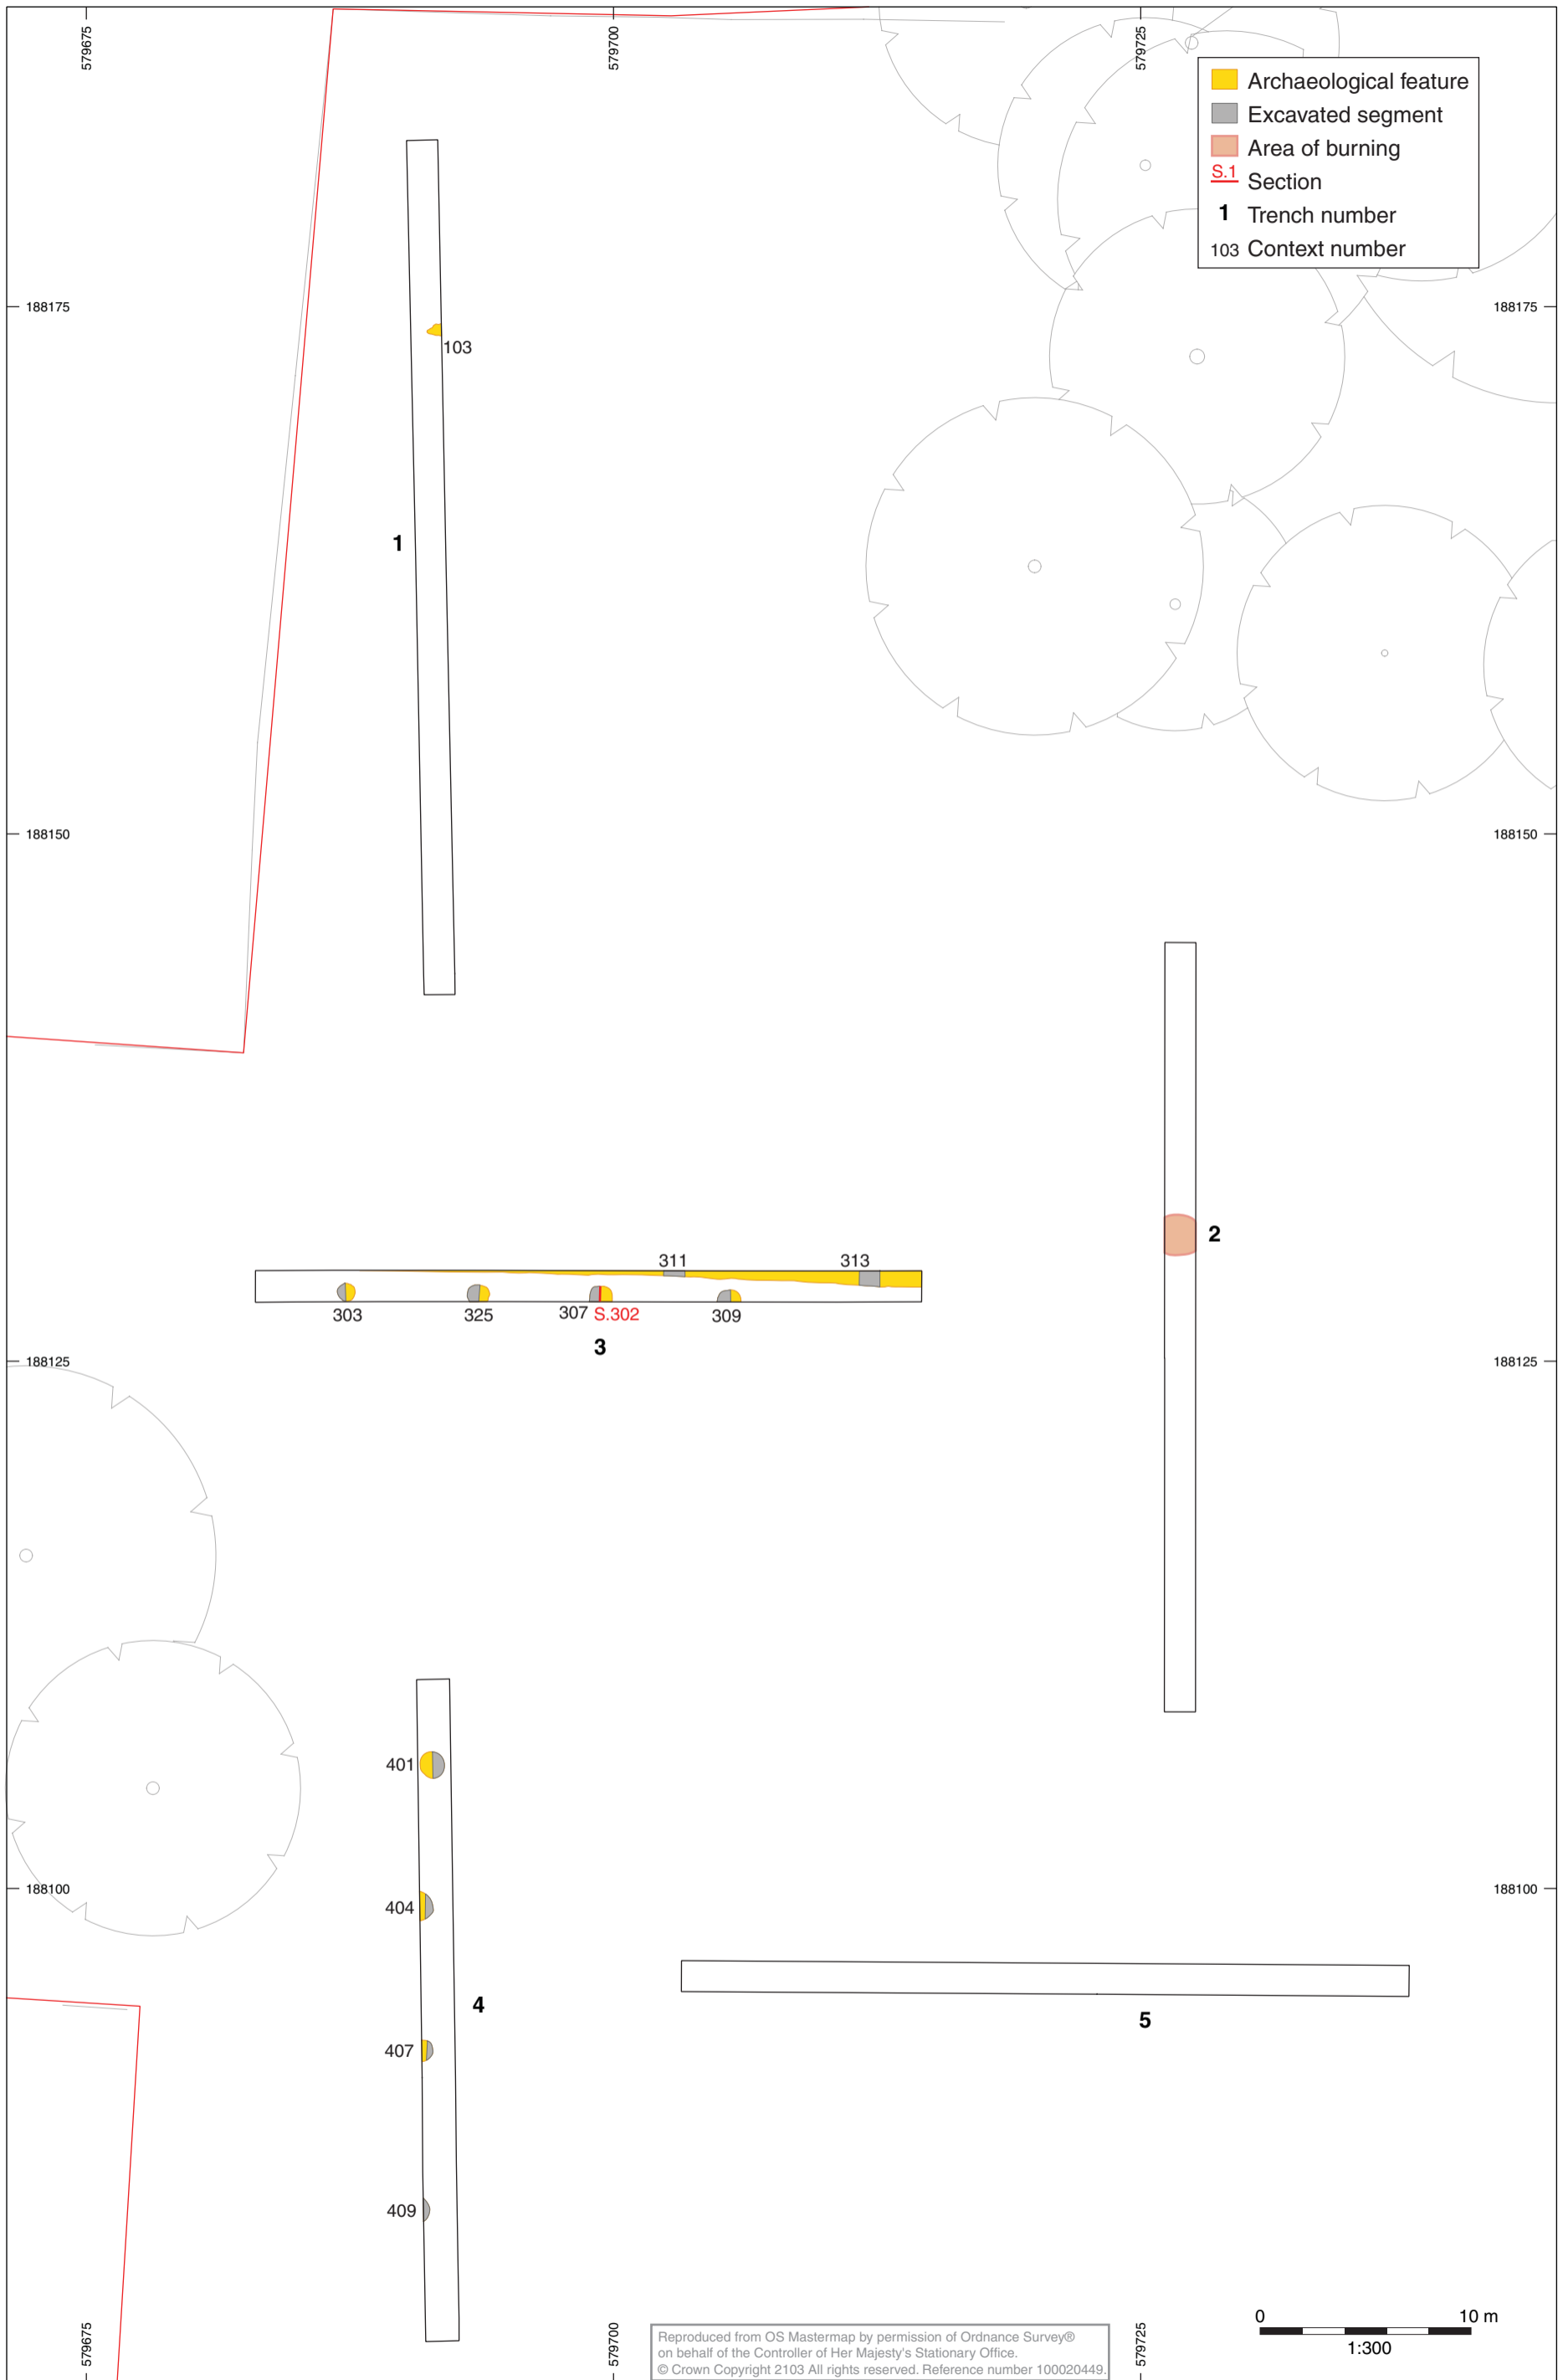 579675
579700
579725
Archaeological feature
Excavated segment
Area of burning
S.1 Section
1 Trench number
103 Context number
188175
188175
103
1
188150
188150
2
311
313
303
325
307 S.302
309
3
188125
188125
401
188100
404
188100
4
5
407
409
0
10 m
1:300
579675
579700
579725
Reproduced from OS Mastermap by permission of Ordnance Survey®
on behalf of the Controller of Her Majesty's Stationary Office.
© Crown Copyright 2103 All rights reserved. Reference number 100020449.